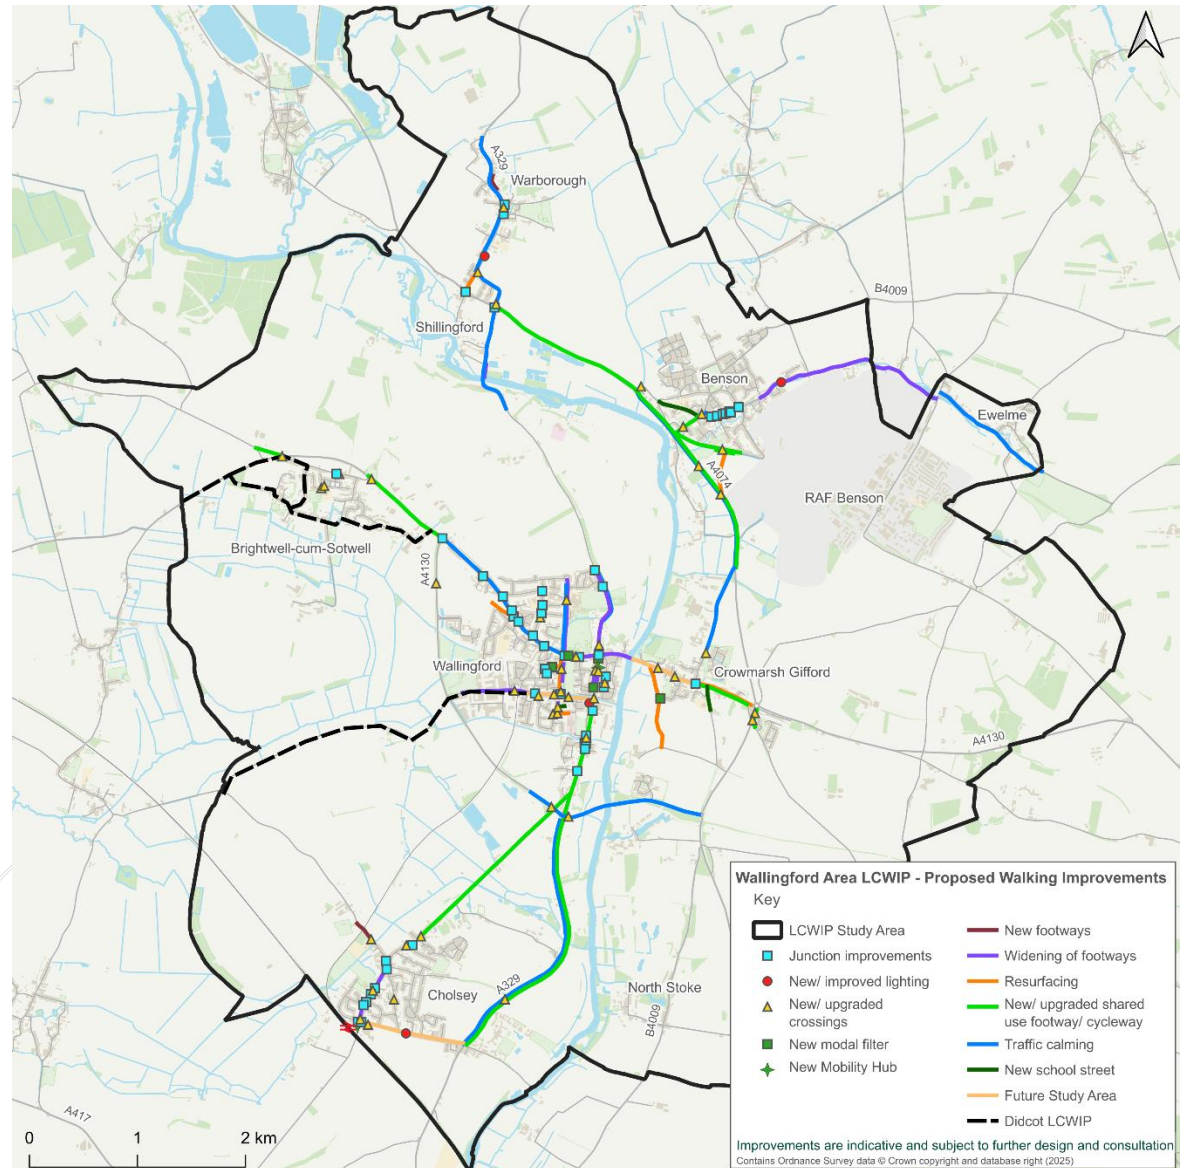 A329
Warborough
B4009
Shillingford
Benson
Ewelme
A4074
RAF Benson
Brightwell-cum-Sotwell
A4130
Wallingford
Crowmarsh Gifford
A4130
Cholsey
A329
North Stoke
B4009
A417
0 1 2 km
Wallingford Area LCWIP - Proposed Walking Improvements
Key
LCWIP Study Area
Junction improvements
New/ improved lighting
New/ upgraded
crossings
New modal filter
New Mobility Hub
New footways
Widening of footways
Resurfacing
New/ upgraded shared
use footway/ cycleway
Traffic calming
New school street
Future Study Area
Didcot LCWIP
Improvements are indicative and subject to further design and consultation
Contains Ordnance Survey data © Crown copyright and database right (2025)